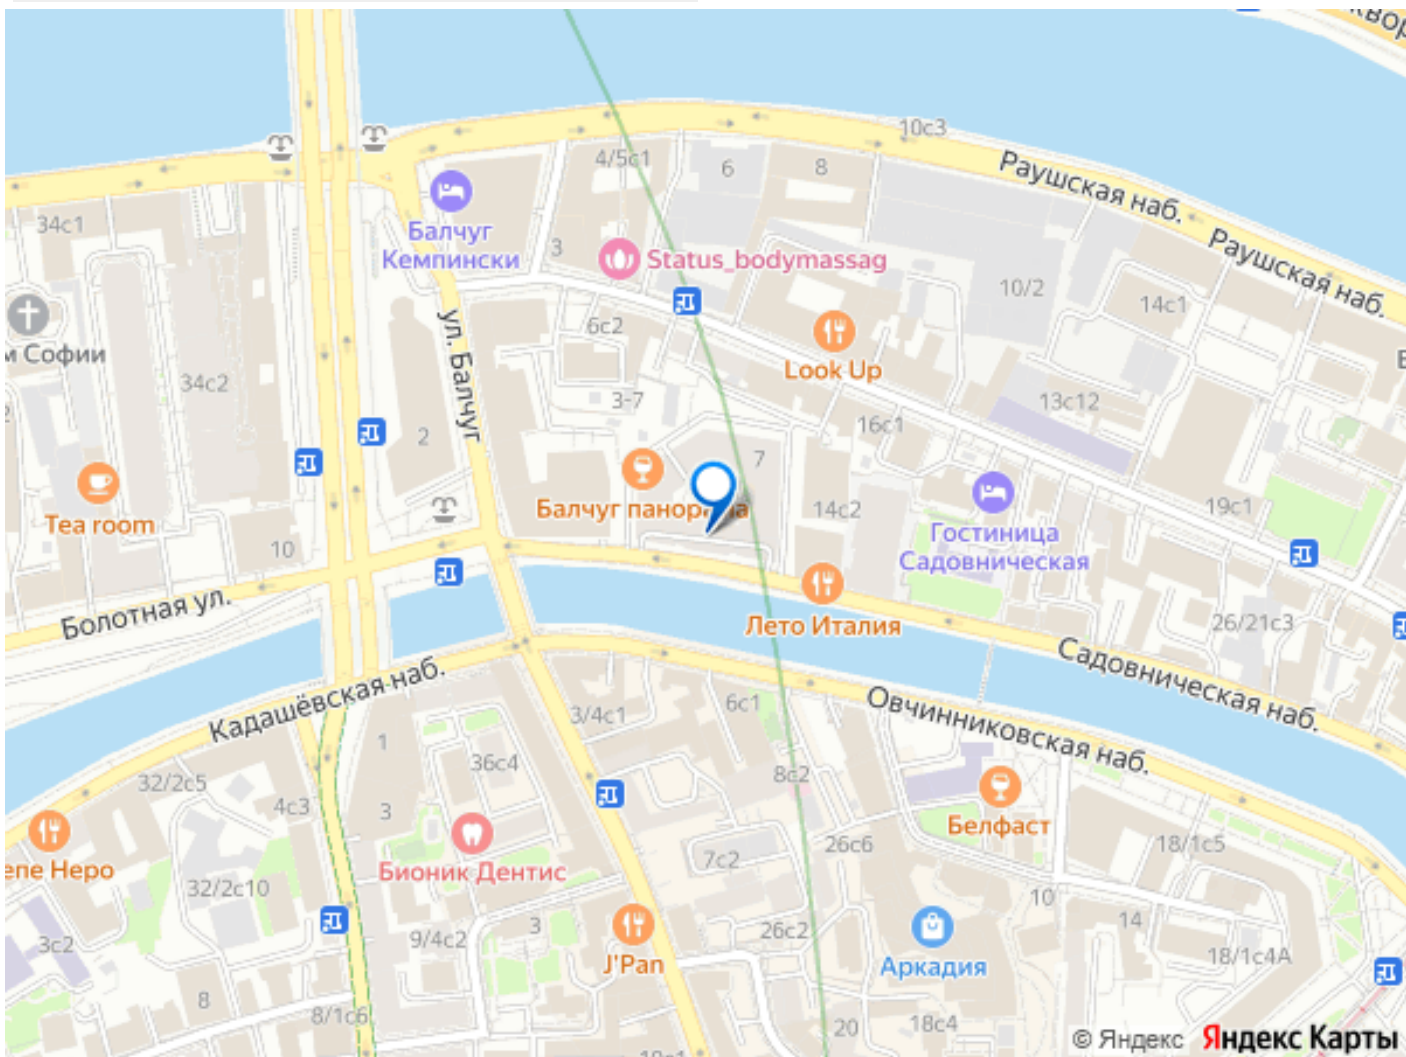 10с3
Раушская наб.
4/5с1
6
8
34с1
Балчуг
Кемпински
3
Status_bodymassag
Раушская наб.
10/2
14с1
6с2
ул. Балчуг
м Софии
Look Up
34с2
3-7
13с12
16с1
2
7
Балчуг панорама
14с2
19с1
Tea room
Гостиница
Садовническая
10
Болотная ул.
Лето Италия
26/21с3
Садовническая наб.
Кадашёвская наб.
Овчинниковская наб.
3/4с1
6с1
1
36с4
32/2с5
4с3
3
8с2
Белфаст
18/1с5
26с6
епе Неро
Бионик Дентис
7с2
32/2с10
10
14
3с2
9/4с2
3
26с2
J'Pan
Аркадия
18/1с4А
8
8/1с6
20
18с4
© Яндекс Яндекс Карты